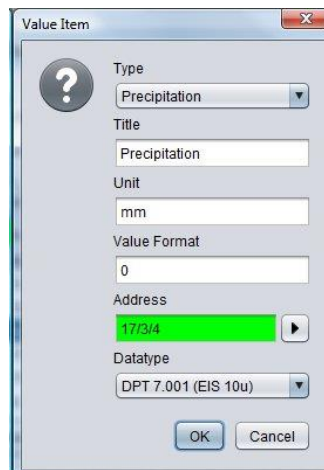 Value Item
Type
Precipitation
Title
Precipitation
Unit
mm
Value Format
0
Address
17/3/4
Datatype
DPT 7.001 (EIS 10u)
OK Cancel